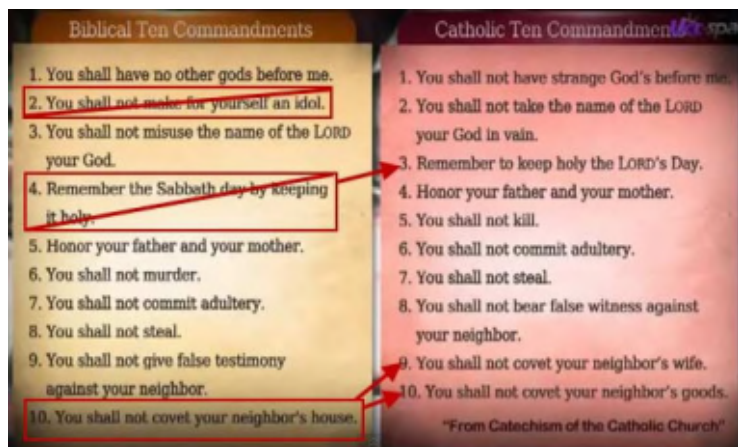 Biblical Ten Commandments
1. You shall have no other gods before me.
2. You shall not make for yourself an idol.
3. You shall not misuse the name of the LORD
your God.
4. Remember the Sabbath day by keeping
it holy.
5. Honor your father and your mother.
6. You shall not murder.
7. You shall not commit adultery.
8. You shall not steal.
9. You shall not give false testimony
against your neighbor.
10. You shall not covet your neighbor's house.
Catholic Ten Commandmen
1. You shall not have strange God's before me.
2. You shall not take the name of the LORD
your God in vain.
3. Remember to keep holy the LORD's Day.
4. Honor your father and your mother.
5. You shall not kill.
6. You shall not commit adultery.
7. You shall not steal.
8. You shall not bear false witness against
your neighbor.
9. You shall not covet your neighbor's wife.
10. You shall not covet your neighbor's goods.
"From Catechism of the Catholic Church"